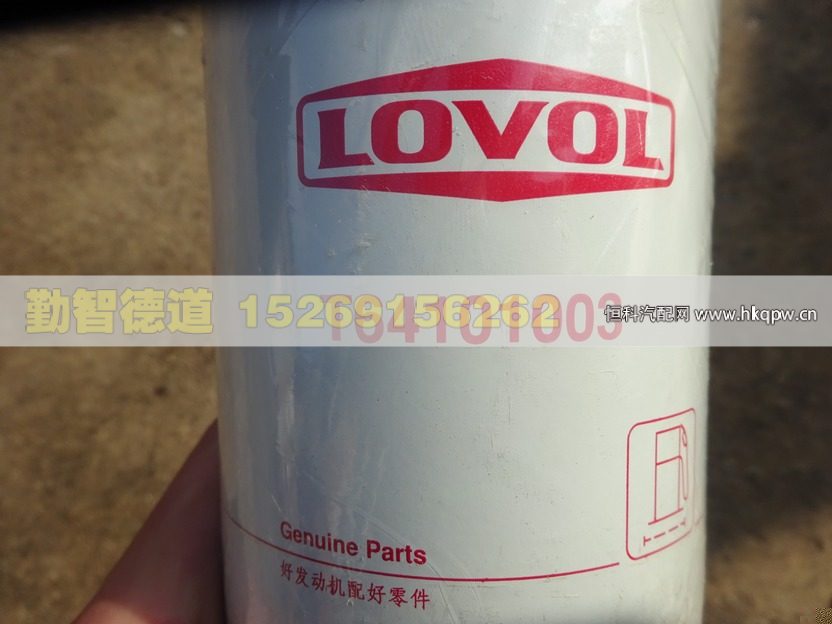 LOVOL
勤智德道 15269156262
恒科汽配网 www.hkqpw.cn
Genuine Parts
好发动机配好零件